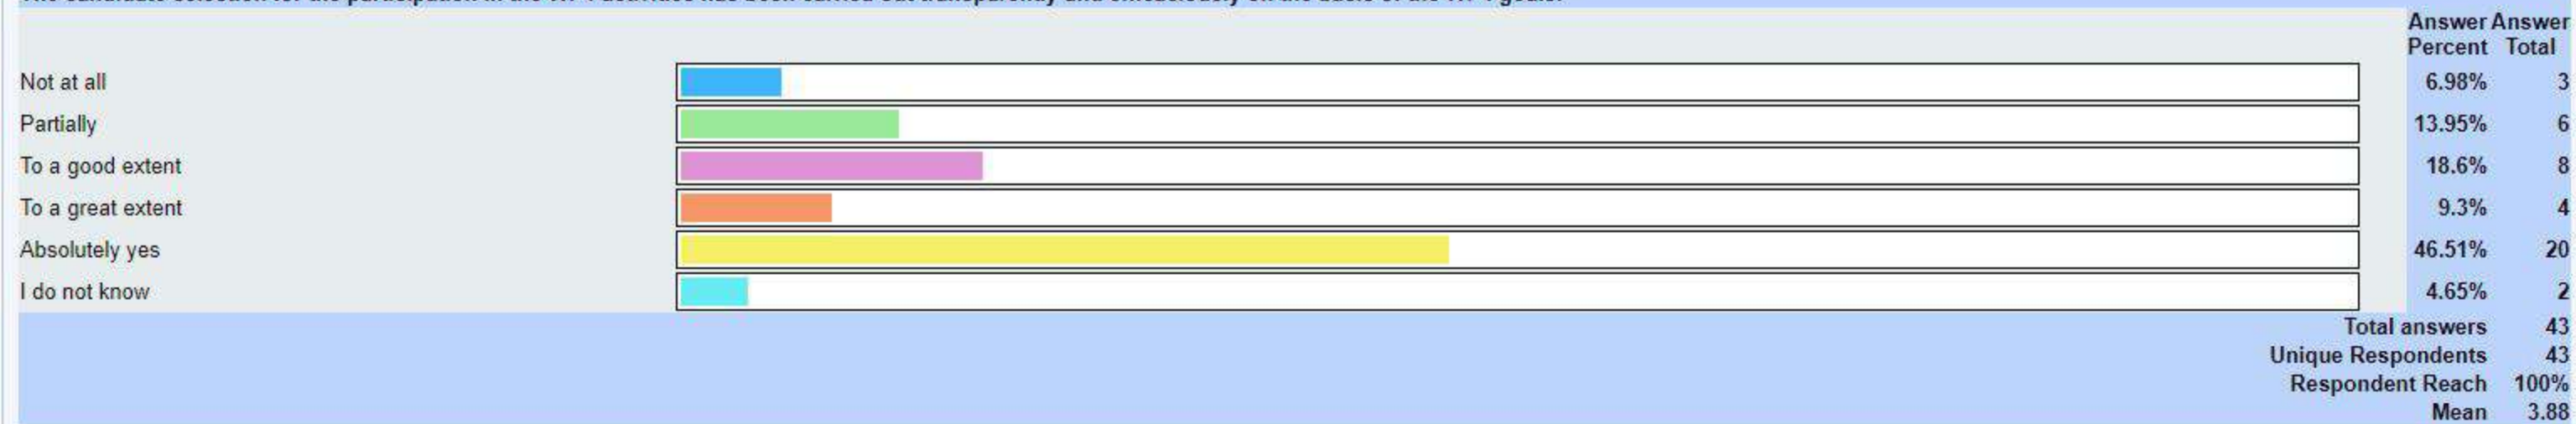 Answer Answer
Percent Total
Not at all 6.98% 3
Partially 13.95% 6
To a good extent 18.6% 8
To a great extent 9.3% 4
Absolutely yes 46.51% 20
I do not know 4.65% 2
Total answers 43
Unique Respondents 43
Respondent Reach 100%
Mean 3.88